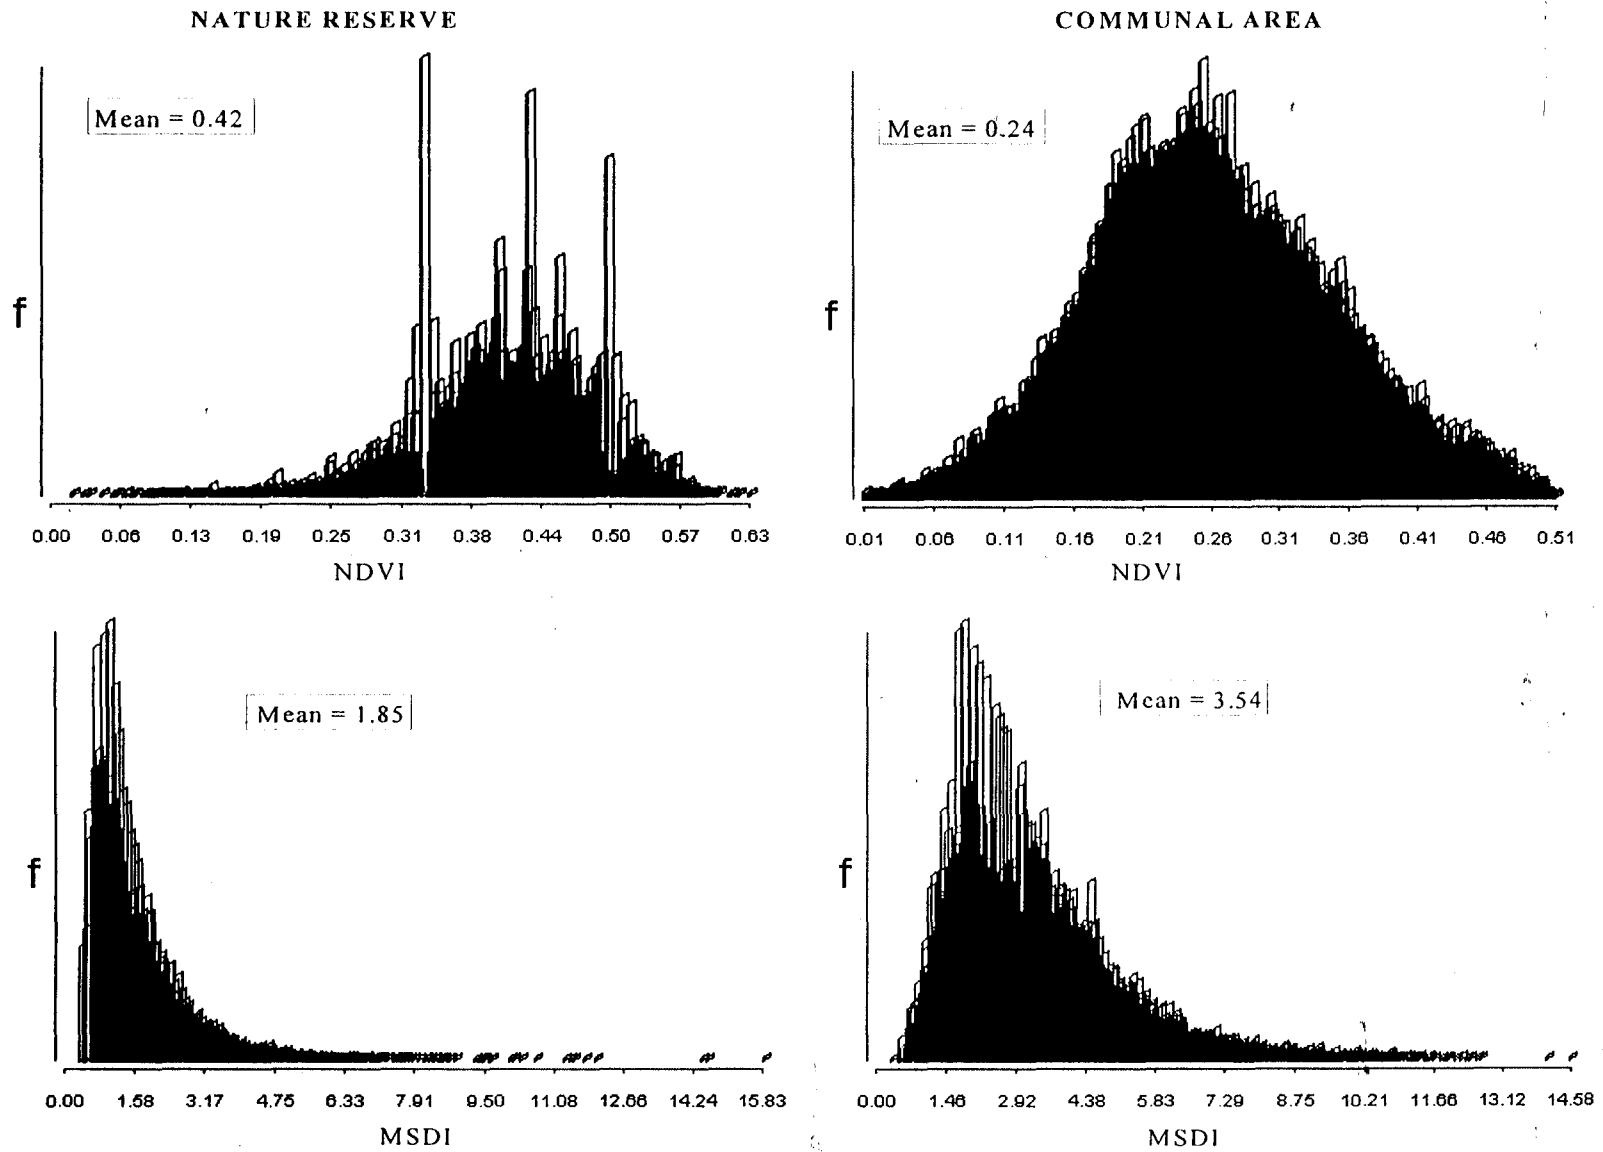 NATURE RESERVE
COMMUNAL AREA
Mean = 0.42
Mean = 0.24
f
f
0.00 0.06 0.13 0.19 0.25 0.31 0.38 0.44 0.50 0.57 0.63
0.01 0.06 0.11 0.16 0.21 0.26 0.31 0.36 0.41 0.46 0.51
NDVI
NDVI
Mean = 1.85
Mean = 3.54
f
f
0.00 1.58 3.17 4.75 6.33 7.91 9.50 11.08 12.66 14.24 15.83
0.00 1.46 2.92 4.38 5.83 7.29 8.75 10.21 11.66 13.12 14.58
MSDI
MSDI